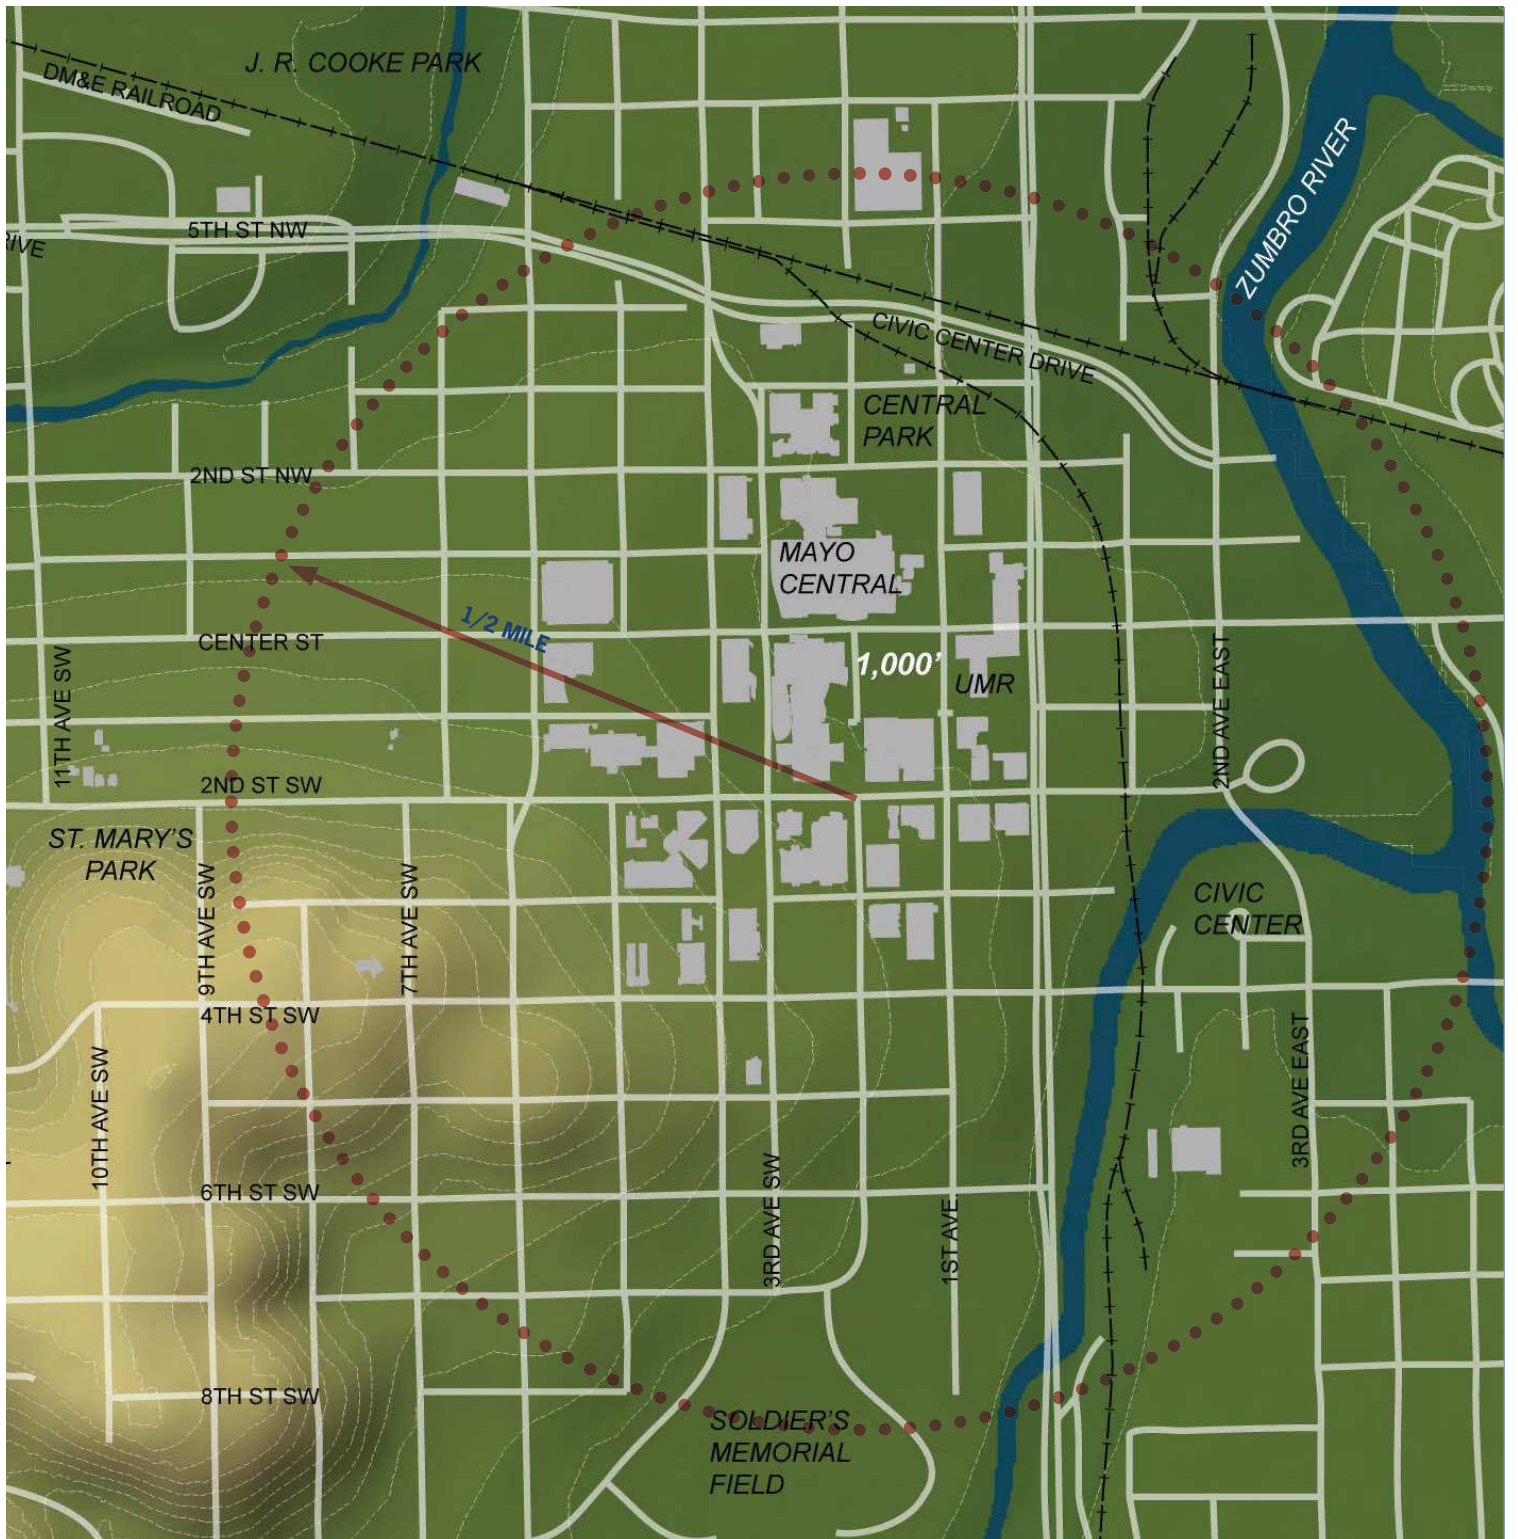 J. R. COOKE PARK
DM&E RAILROAD
ZUMBRO RIVER
5TH ST NW
RIVE
CIVIC CENTER DRIVE
CENTRAL
PARK
2ND ST NW
MAYO
CENTRAL
1/2 MILE
CENTER ST
11TH AVE SW
1,000'
UMR
2ND AVE EAST
2ND ST SW
ST. MARY'S
PARK
9TH AVE SW
7TH AVE SW
CIVIC
CENTER
4TH ST SW
10TH AVE SW
3RD AVE EAST
6TH ST SW
3RD AVE SW
1ST AVE.
8TH ST SW
SOLDIER'S
MEMORIAL
FIELD